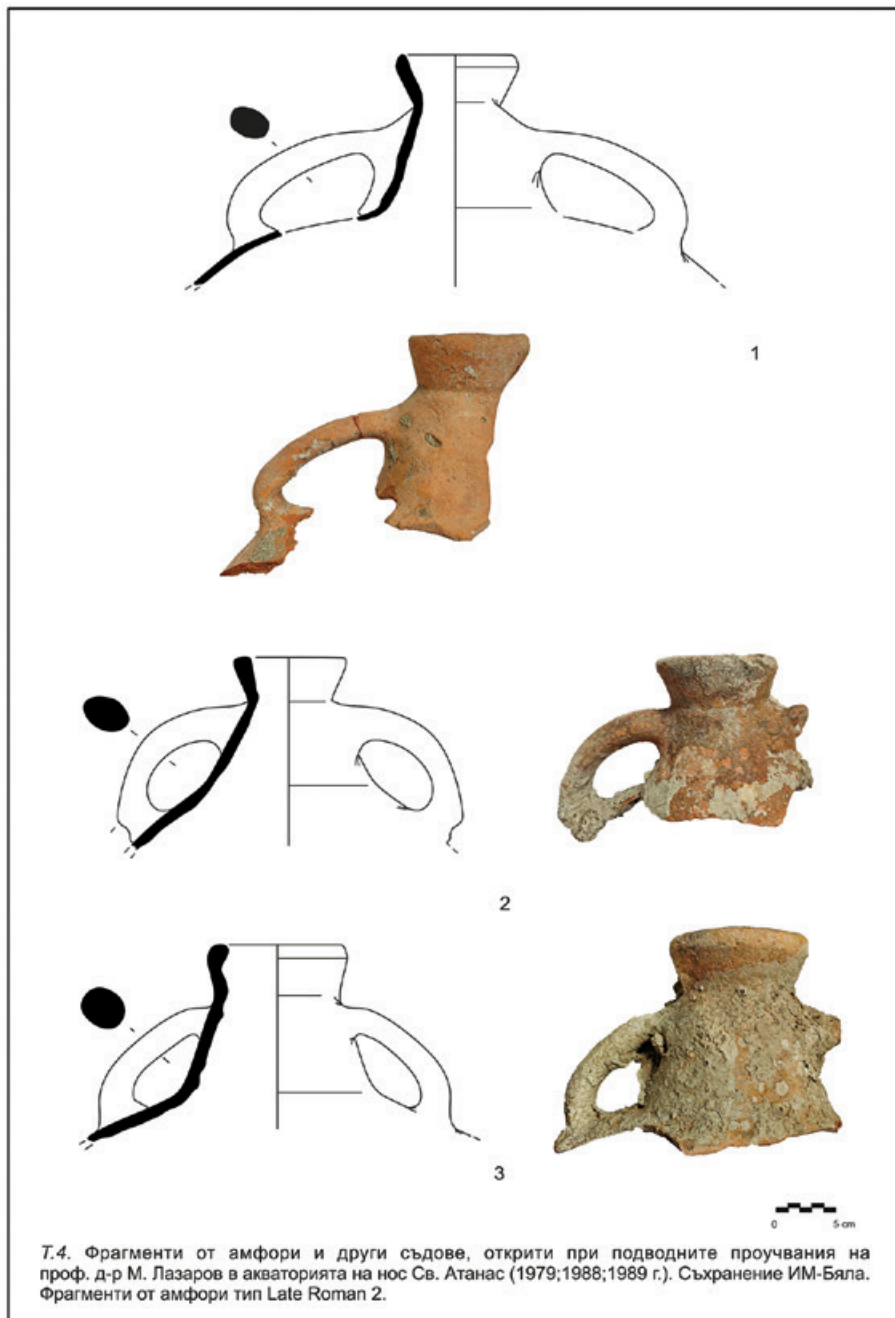 1
2
3
0 5 cm
Т.4. Фрагменти от амфори и други съдове, открити при подводните проучвания на
проф. д-р М. Лазаров в акваторията на нос Св. Атанас (1979;1988;1989 г.). Съхранение ИМ-Бяла.
Фрагменти от амфори тип Late Roman 2.